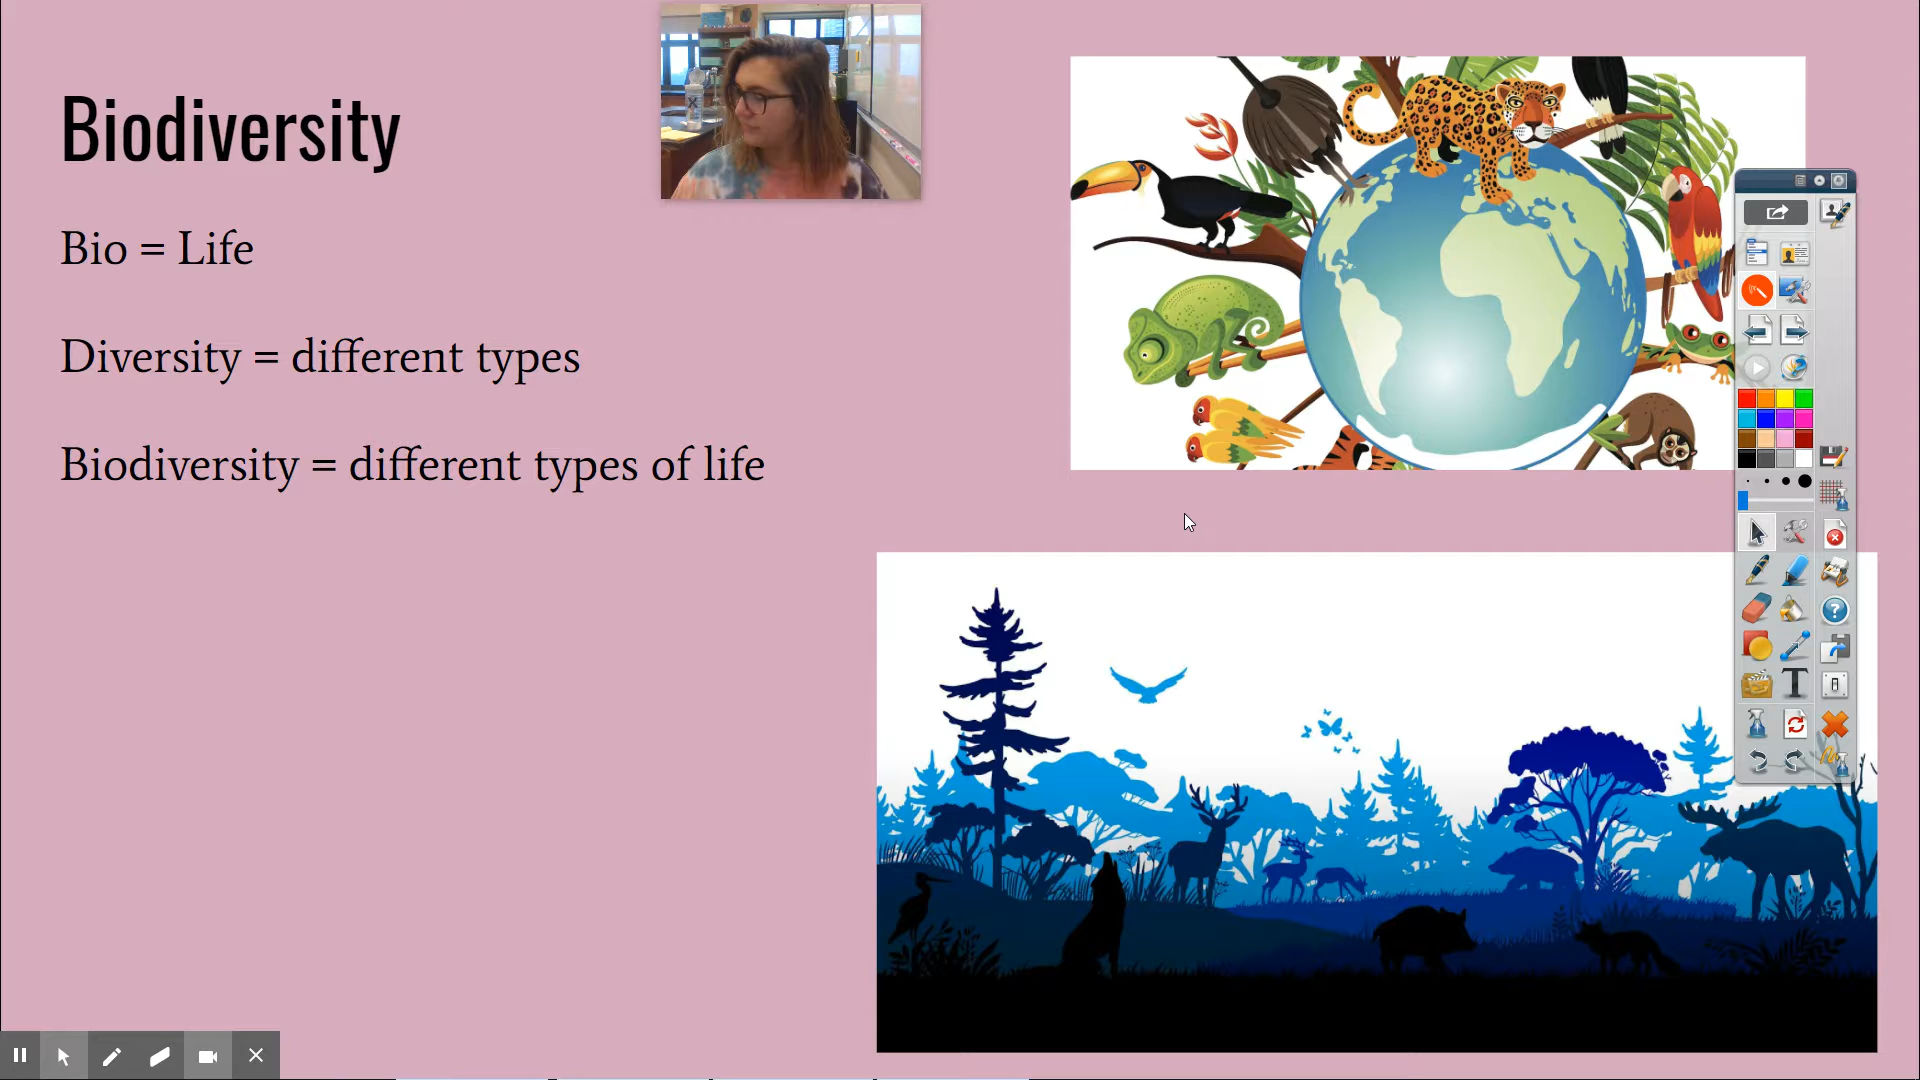 Biodiversity
Bio = Life
Diversity = different types
Biodiversity = different types of life
T